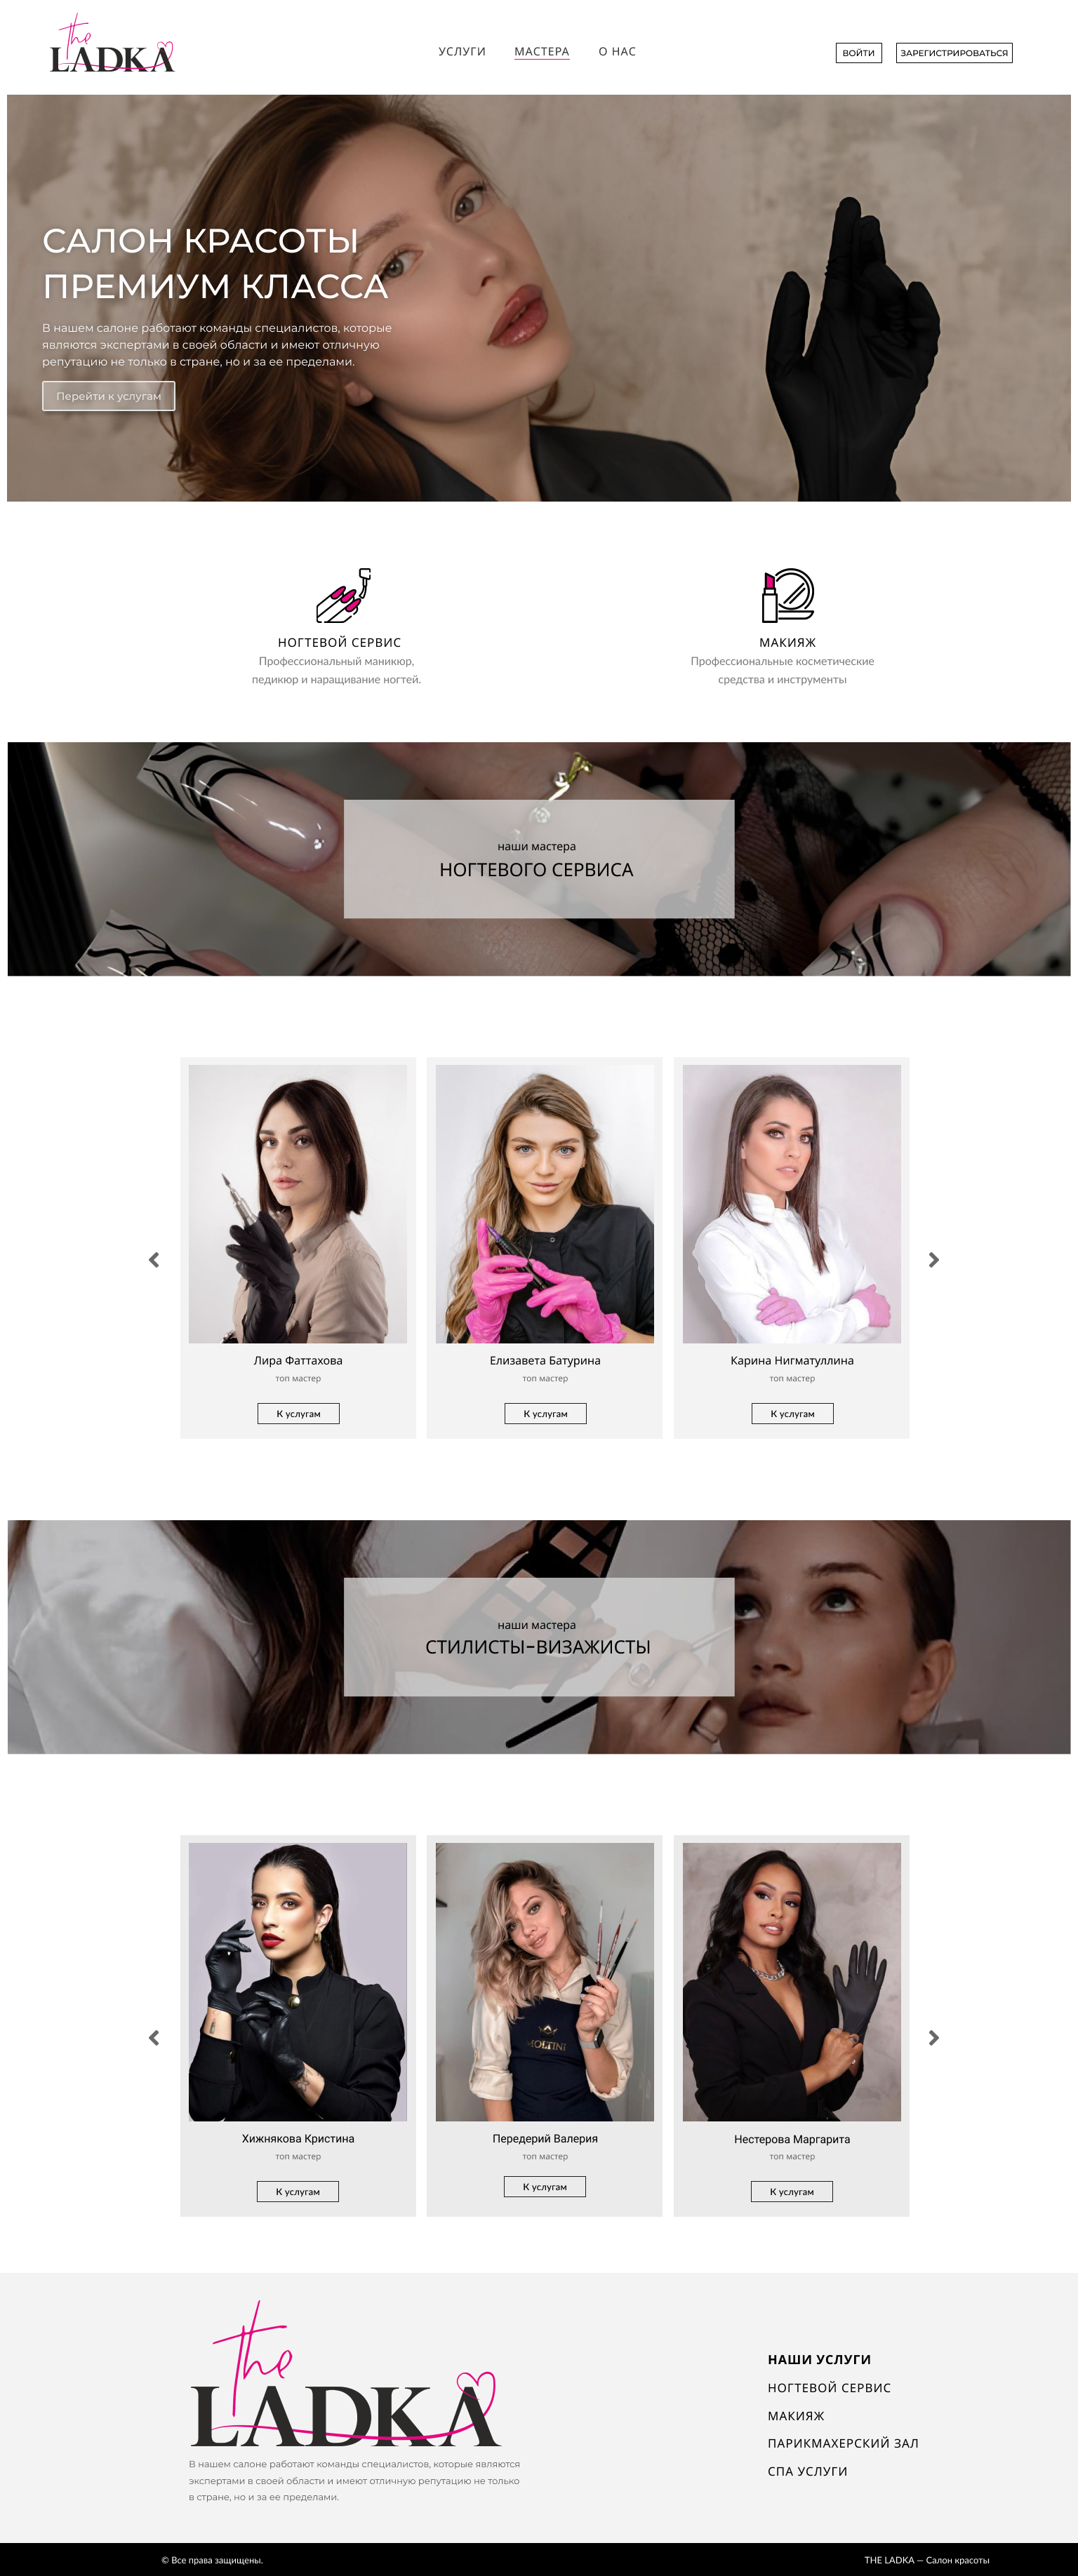 the
LADKA
УСЛУГИ
МАСТЕРА
О НАС
ВОЙТИ
ЗАРЕГИСТРИРОВАТЬСЯ
САЛОН КРАСОТЫ
ПРЕМИУМ КЛАССА
В нашем салоне работают команды специалистов, которые
являются экспертами в своей области и имеют отличную
репутацию не только в стране, но и за ее пределами.
Перейти к услугам
НОГТЕВОЙ СЕРВИС
Профессиональный маникюр,
педикюр и наращивание ногтей.
МАКИЯЖ
Профессиональные косметические
средства и инструменты
наши мастера
НОГТЕВОГО СЕРВИСА
Лира Фаттахова
топ мастер
К услугам
Елизавета Батурина
топ мастер
К услугам
Карина Нигматуллина
топ мастер
К услугам
наши мастера
СТИЛИСТЫ-ВИЗАЖИСТЫ
MOLTINI
Хижнякова Кристина
топ мастер
К услугам
Передерий Валерия
топ мастер
К услугам
Нестерова Маргарита
топ мастер
К услугам
the
LADKA
В нашем салоне работают команды специалистов, которые являются
экспертами в своей области и имеют отличную репутацию не только
в стране, но и за ее пределами.
НАШИ УСЛУГИ
НОГТЕВОЙ СЕРВИС
МАКИЯЖ
ПАРИКМАХЕРСКИЙ ЗАЛ
СПА УСЛУГИ
© Все права защищены.
THE LADKA — Салон красоты